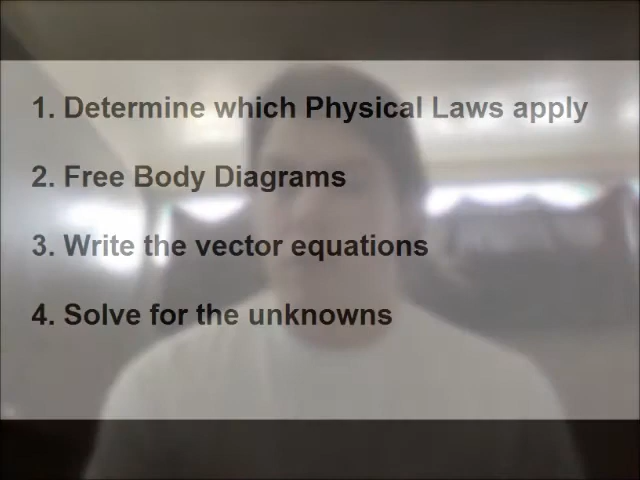 1. Determine which Physical Laws apply
2. Free Body Diagrams
3. Write the vector equations
4. Solve for the unknowns